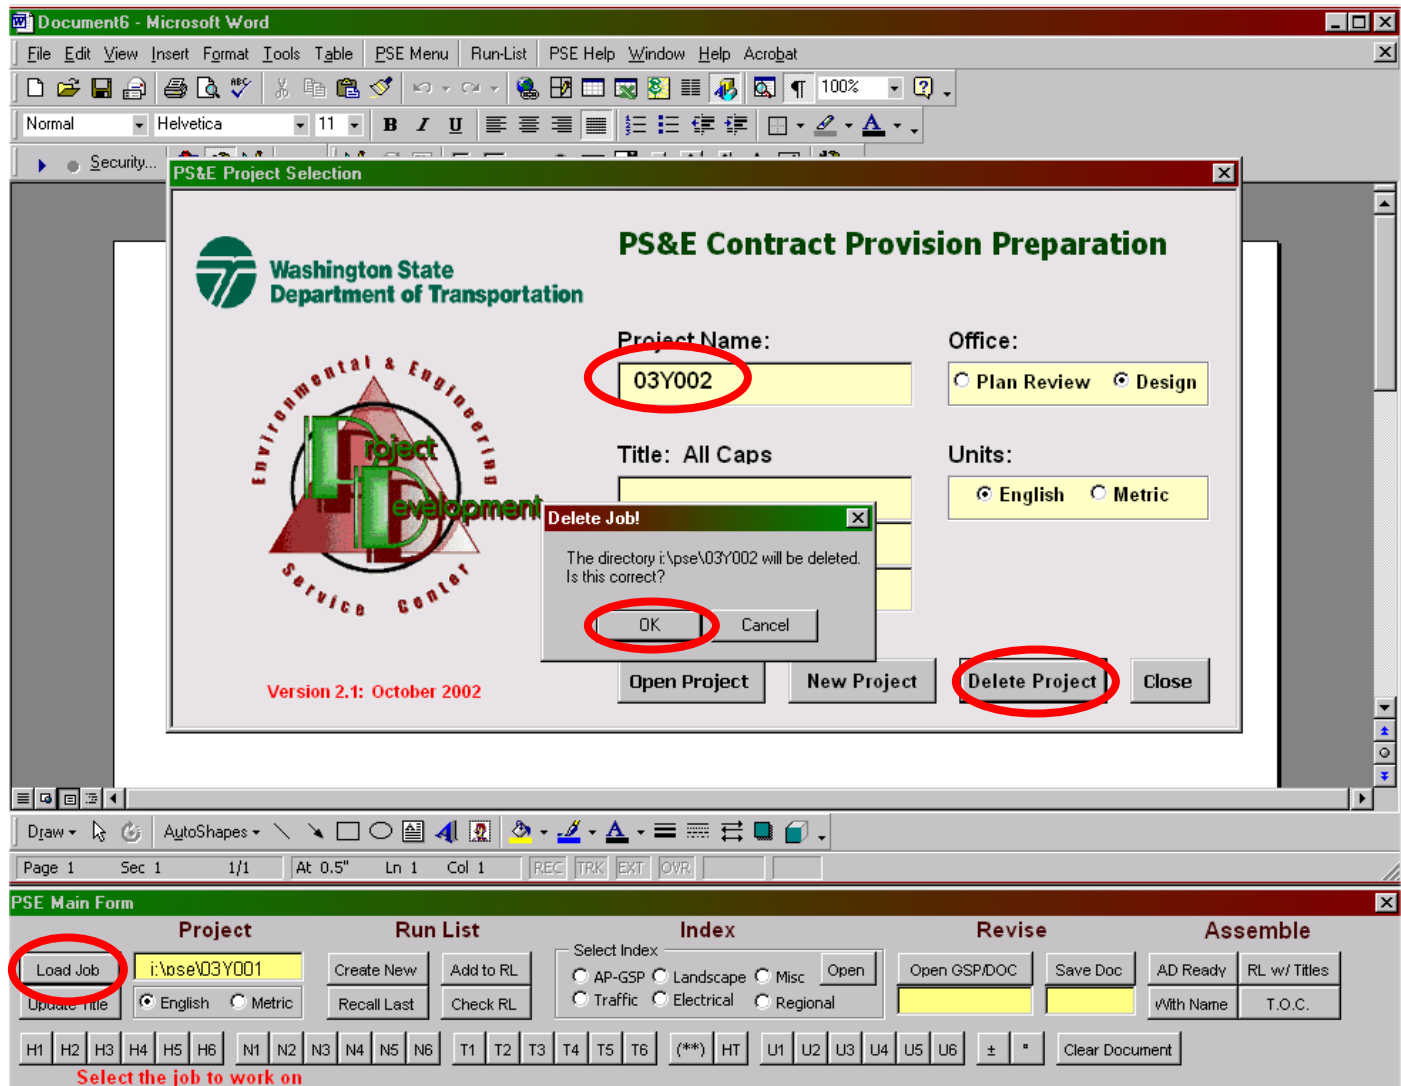 Document6 - Microsoft Word
File Edit View Insert Format Tools Table PSE Menu Run-List PSE Help Window Help Acrobat
100%
Normal Helvetica 11 B I U
Security...
PS&E Project Selection
PS&E Contract Provision Preparation
Washington State
Department of Transportation
Project Name: Office:
03Y002 Plan Review Design
Environmental & Engineering
Project
Development
Service Center
Title: All Caps Units:
English Metric
Delete Job!
The directory i:\pse\03Y002 will be deleted.
Is this correct?
OK Cancel
Version 2.1: October 2002
Open Project New Project Delete Project Close
Draw AutoShapes
Page 1 Sec 1 1/1 At 0.5" Ln 1 Col 1 REC TRK EXT OVR
PSE Main Form
Project Run List Index Revise Assemble
Load Job i:\pse\03Y001 Create New Add to RL Select Index AP-GSP Landscape Misc Open Open GSP/DOC Save Doc AD Ready RL w/ Titles
Update Title English Metric Recall Last Check RL Traffic Electrical Regional With Name T.O.C.
H1 H2 H3 H4 H5 H6 N1 N2 N3 N4 N5 N6 T1 T2 T3 T4 T5 T6 (**) HT U1 U2 U3 U4 U5 U6 ± ° Clear Document
Select the job to work on